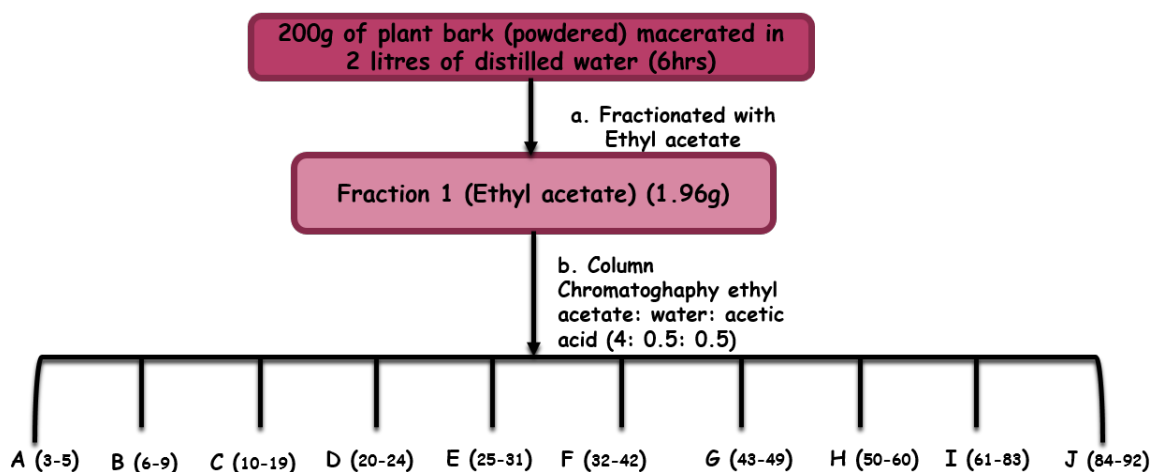 200g of plant bark (powdered) macerated in
2 litres of distilled water (6hrs)
a. Fractionated with
Ethyl acetate
Fraction 1 (Ethyl acetate) (1.96g)
b. Column
Chromatoghaphy ethyl
acetate: water: acetic
acid (4: 0.5: 0.5)
A (3-5) B (6-9) C (10-19) D (20-24) E (25-31) F (32-42) G (43-49) H (50-60) I (61-83) J (84-92)